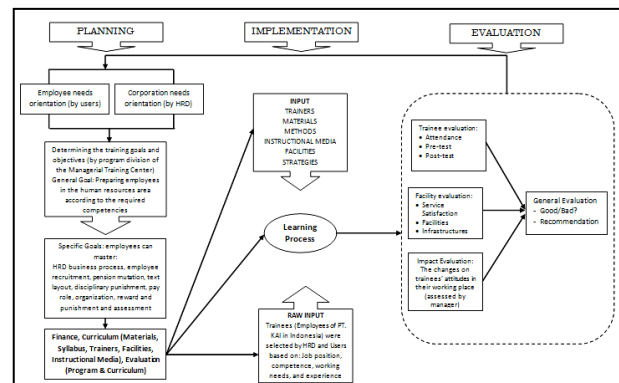 PLANNING
IMPLEMENTATION
EVALUATION
Employee needs
orientation (by users)
Corporation needs
orientation (by HRD)
Determining the training goals and
objectives (by program division of
the Managerial Training Center)
General Goal: Preparing employees
in the human resources area
according to the required
competencies
Specific Goals: employees can
master:
HRD business process, employee
recruitment, pension mutation, text
layout, disciplinary punishment, pay
role, organization, reward and
punishment and assessment
Finance, Curriculum (Materials,
Syllabus, Trainers, Facilities,
Instructional Media), Evaluation
(Program & Curriculum)
INPUT
TRAINERS
MATERIALS
METHODS
INSTRUCTIONAL MEDIA
FACILITIES
STRATEGIES
Learning
Process
RAW INPUT
Trainees (Employees of PT.
KAI in Indonesia) were
selected by HRD and Users
based on: Job position,
competence, working
needs, and experience
Trainee evaluation:
• Attendance
• Pre-test
• Post-test
Facility evaluation:
• Service
Satisfaction
• Facilities
• Infrastructures
Impact Evaluation:
The changes on
trainees' attitudes in
their working place
(assessed by
manager)
General Evaluation
- Good/Bad?
- Recommendation